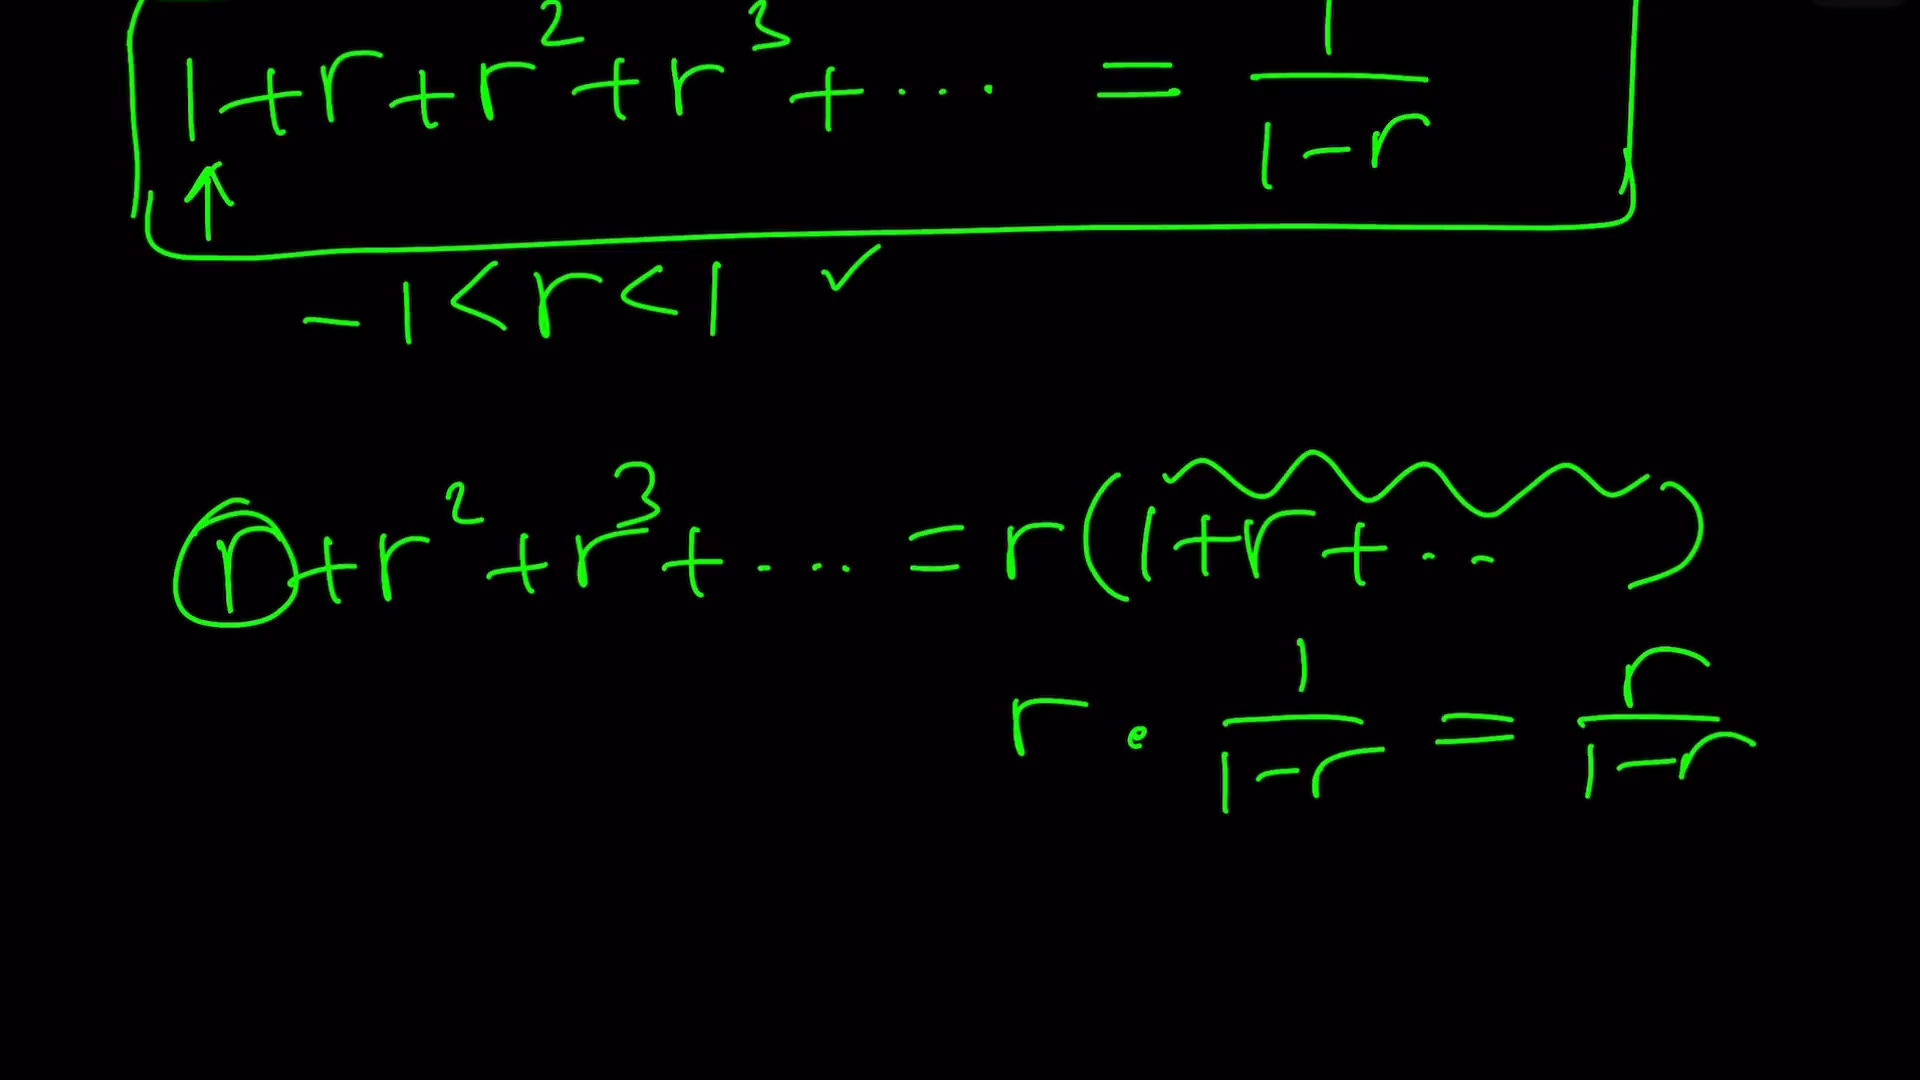 1+r+r²+r³+... = 1/(1-r)
-1<r<1 ✓
r+r²+r³+... = r(1+r+.. )
r · 1/(1-r) = r/(1-r)